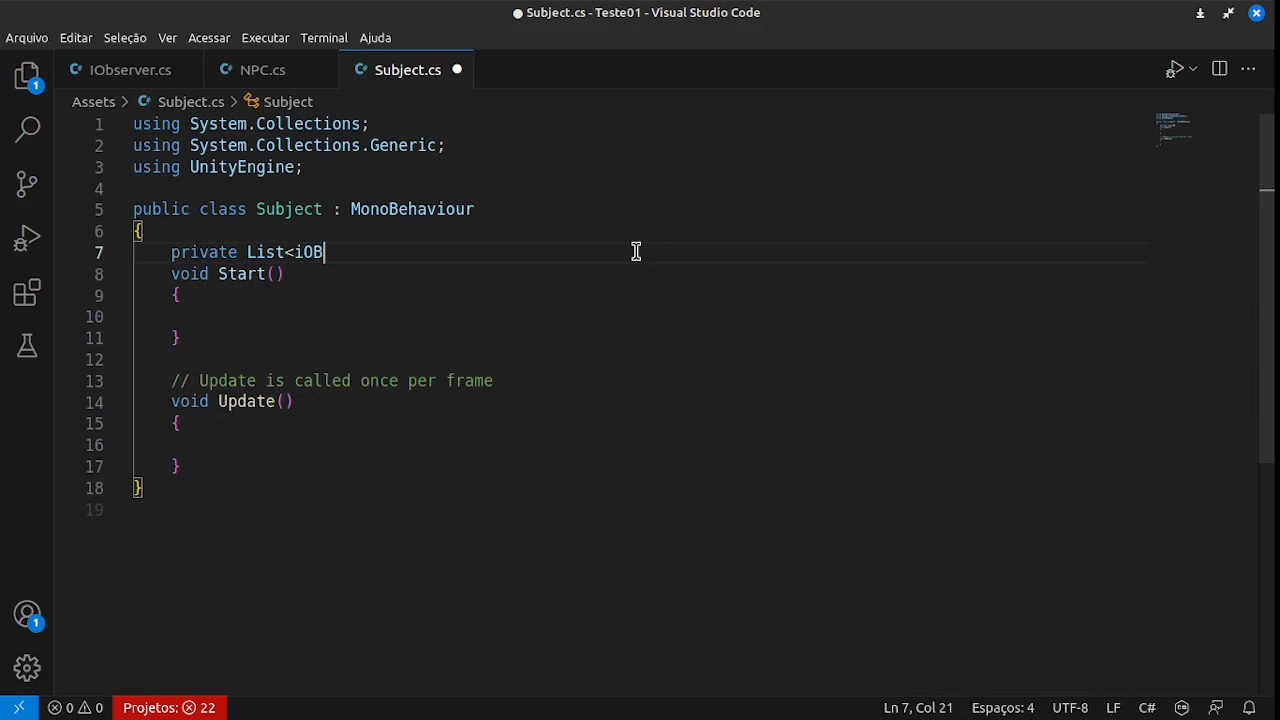 Subject.cs - Teste01 - Visual Studio Code
Arquivo Editar Seleção Ver Acessar Executar Terminal Ajuda
IObserver.cs NPC.cs Subject.cs
Assets > Subject.cs > Subject
1 using System.Collections;
2 using System.Collections.Generic;
3 using UnityEngine;
4
5 public class Subject : MonoBehaviour
6 {
7 private List<iOB
8 void Start()
9 {
10
11 }
12
13 // Update is called once per frame
14 void Update()
15 {
16
17 }
18 }
19
1
1
0 0 Projetos: 22 Ln 7, Col 21 Espaços: 4 UTF-8 LF C#